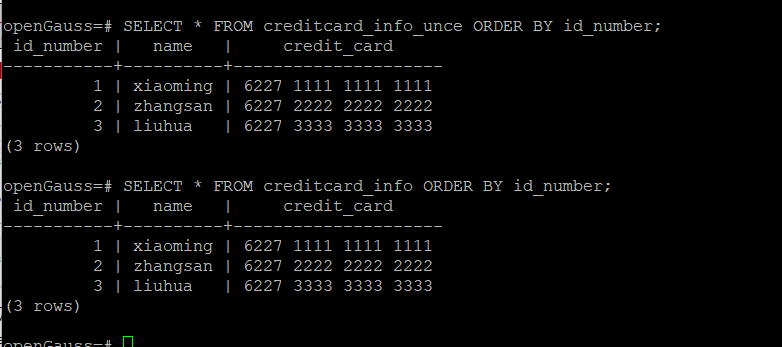 openGauss=# SELECT * FROM creditcard_info_unce ORDER BY id_number;
 id_number |   name   |     credit_card
-----------+----------+---------------------
         1 | xiaoming | 6227 1111 1111 1111
         2 | zhangsan | 6227 2222 2222 2222
         3 | liuhua   | 6227 3333 3333 3333
(3 rows)

openGauss=# SELECT * FROM creditcard_info ORDER BY id_number;
 id_number |   name   |     credit_card
-----------+----------+---------------------
         1 | xiaoming | 6227 1111 1111 1111
         2 | zhangsan | 6227 2222 2222 2222
         3 | liuhua   | 6227 3333 3333 3333
(3 rows)

openGauss=#